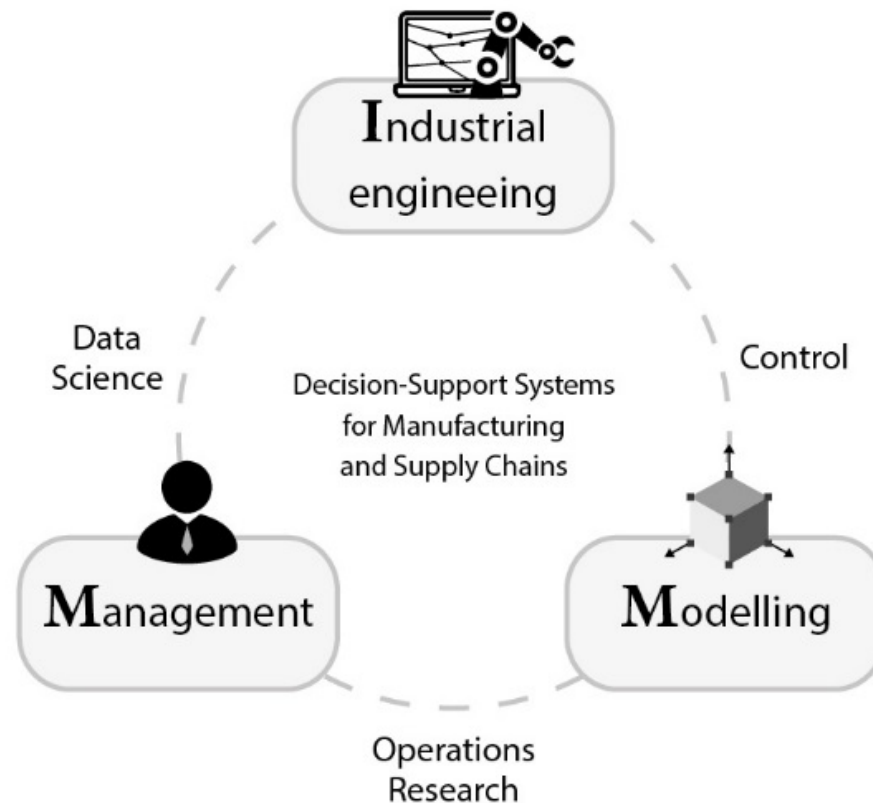 Industrial
engineeing
Data
Science
Control
Decision-Support Systems
for Manufacturing
and Supply Chains
Management
Modelling
Operations
Research